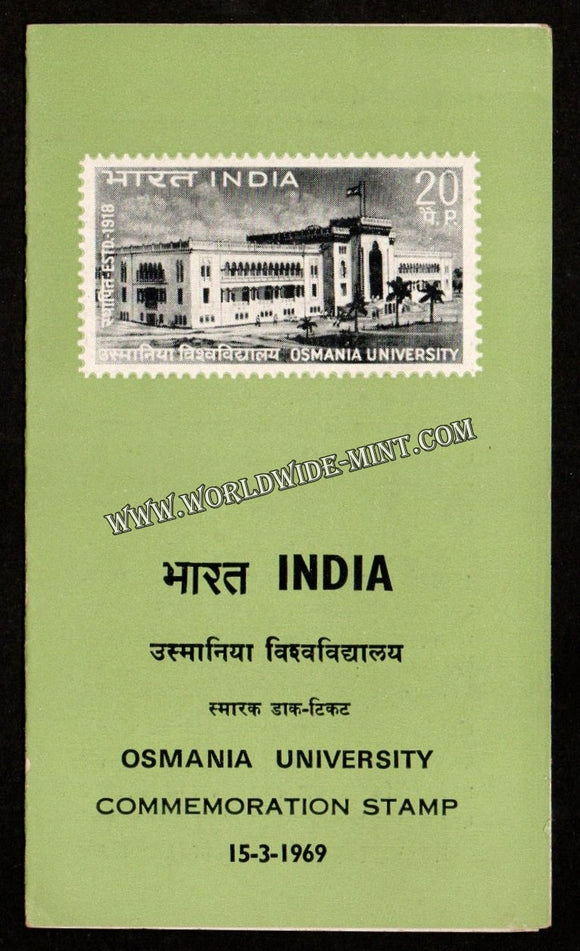 भारत INDIA
20
पै. P.
स्थापित ESTD. 1918
उस्मानिया विश्वविद्यालय OSMANIA UNIVERSITY
WWW.WORLDWIDE-MINT.COM
भारत INDIA
उस्मानिया विश्वविद्यालय
स्मारक डाक-टिकट
OSMANIA UNIVERSITY
COMMEMORATION STAMP
15-3-1969